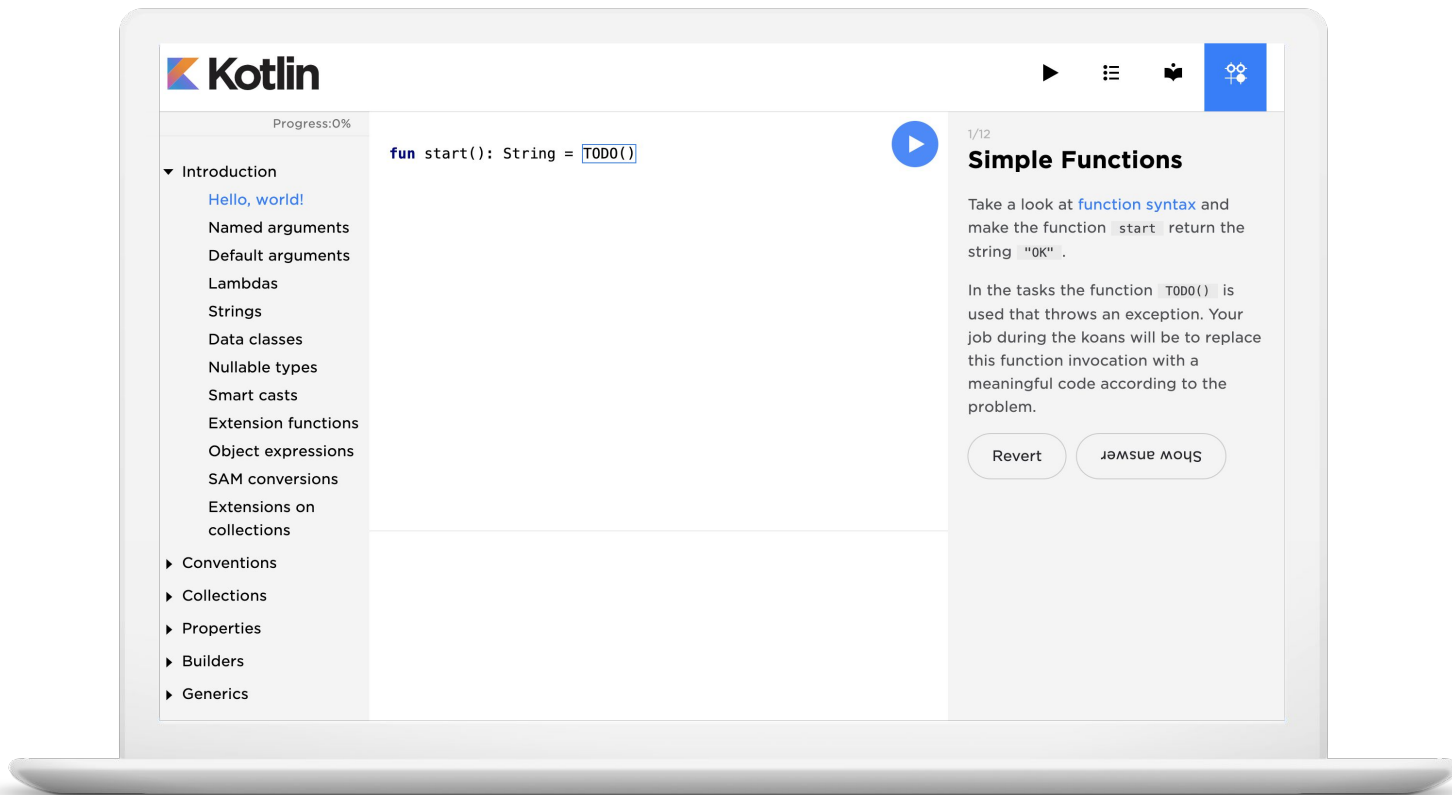 Kotlin
Progress:0%
Introduction
Hello, world!
Named arguments
Default arguments
Lambdas
Strings
Data classes
Nullable types
Smart casts
Extension functions
Object expressions
SAM conversions
Extensions on
collections
Conventions
Collections
Properties
Builders
Generics
fun start(): String = TODO()
1/12
Simple Functions
Take a look at function syntax and
make the function start return the
string "OK" .
In the tasks the function TODO() is
used that throws an exception. Your
job during the koans will be to replace
this function invocation with a
meaningful code according to the
problem.
Revert
Show answer